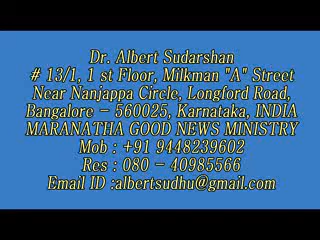 Dr. Albert Sudarshan
# 13/1, 1 st Floor, Milkman "A" Street
Near Nanjappa Circle, Longford Road,
Bangalore - 560025, Karnataka, INDIA
MARANATHA GOOD NEWS MINISTRY
Mob : +91 9448239602
Res : 080 - 40985566
Email ID :albertsudhu@gmail.com